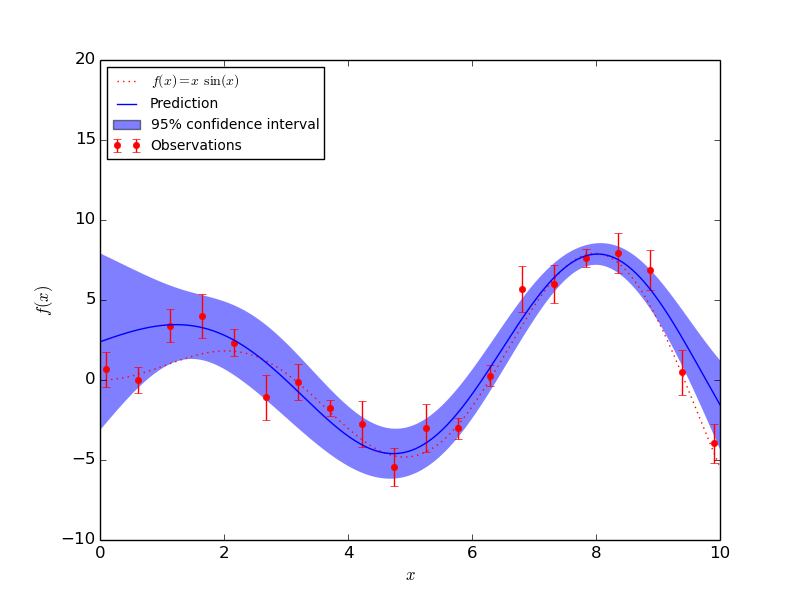 20
15
10
5
0
−5
−10
0 2 4 6 8 10
x
f(x)
f(x) = x sin(x)
Prediction
95% confidence interval
Observations